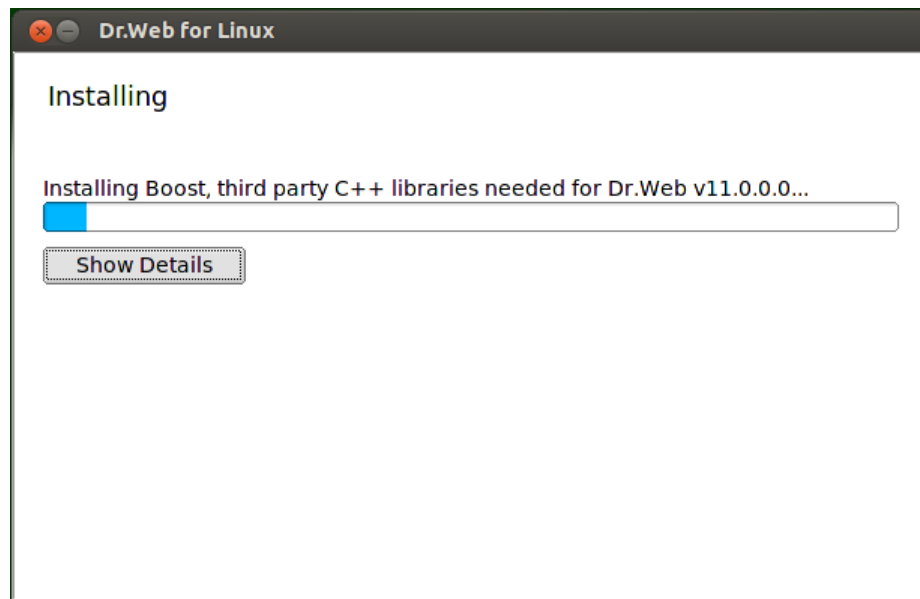 Dr.Web for Linux
Installing
Installing Boost, third party C++ libraries needed for Dr.Web v11.0.0.0...
Show Details